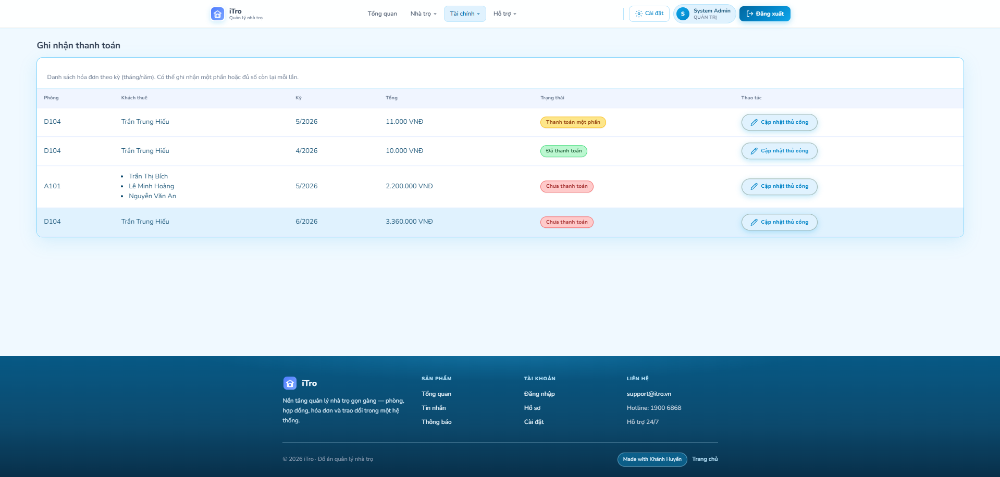 iTro
Quản lý nhà trọ
Tổng quan
Nhà trọ
Tài chính
Hỗ trợ
Cài đặt
S
System Admin
QUẢN TRỊ
Đăng xuất
Ghi nhận thanh toán
Danh sách hóa đơn theo kỳ (tháng/năm). Có thể ghi nhận một phần hoặc đủ số còn lại mỗi lần.
Phòng Khách thuê Kỳ Tổng Trạng thái Thao tác
D104 Trần Trung Hiếu 5/2026 11.000 VNĐ Thanh toán một phần Cập nhật thủ công
D104 Trần Trung Hiếu 4/2026 10.000 VNĐ Đã thanh toán Cập nhật thủ công
Trần Thị Bích
A101 Lê Minh Hoàng 5/2026 2.200.000 VNĐ Chưa thanh toán Cập nhật thủ công
Nguyễn Văn An
D104 Trần Trung Hiếu 6/2026 3.360.000 VNĐ Chưa thanh toán Cập nhật thủ công
iTro
Nền tảng quản lý nhà trọ gọn gàng — phòng,
hợp đồng, hóa đơn và trao đổi trong một hệ
thống.
SẢN PHẨM
Tổng quan
Tin nhắn
Thông báo
TÀI KHOẢN
Đăng nhập
Hồ sơ
Cài đặt
LIÊN HỆ
support@itro.vn
Hotline: 1900 6868
Hỗ trợ 24/7
© 2026 iTro · Đồ án quản lý nhà trọ
Made with Khánh Huyền
Trang chủ